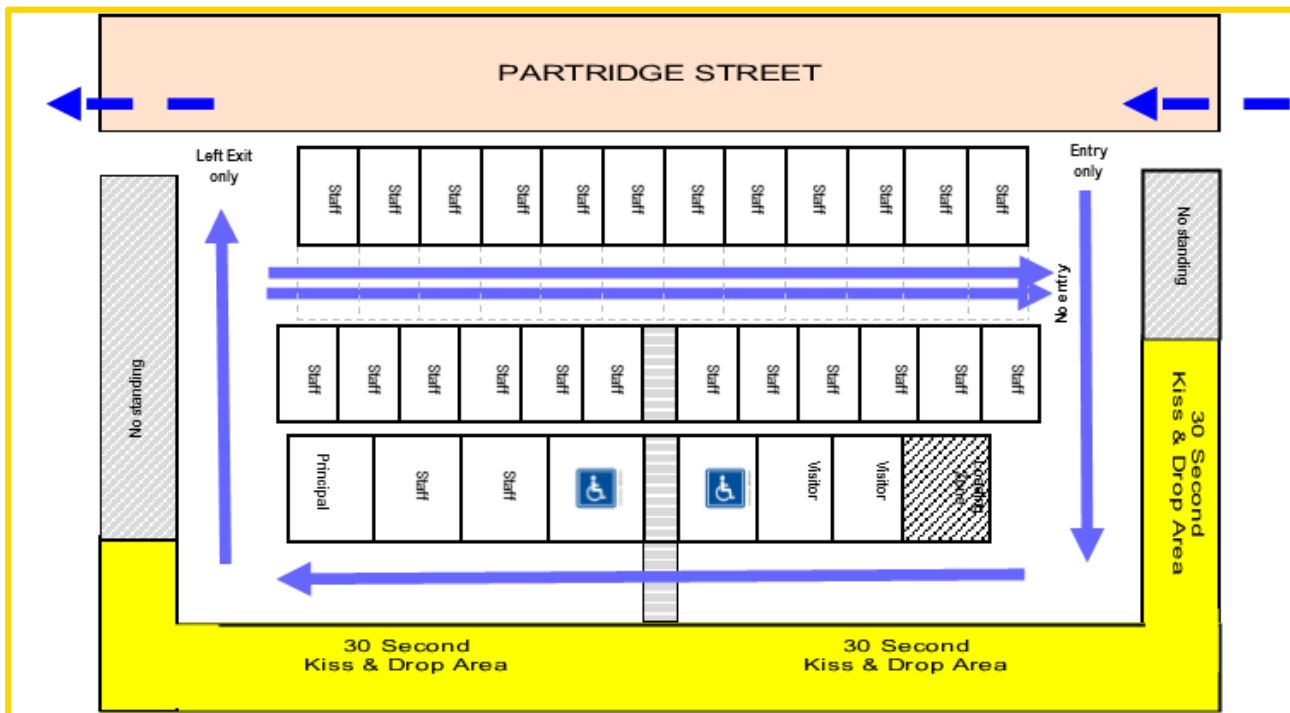 PARTRIDGE STREET
Left Exit
only
Entry
only
Staff
Staff
Staff
Staff
Staff
Staff
Staff
Staff
Staff
Staff
Staff
Staff
No standing
No standing
No entry
Staff
Staff
Staff
Staff
Staff
Staff
Staff
Staff
Staff
Staff
Staff
Staff
30 Second
Kiss & Drop Area
Principal
Staff
Staff
Visitor
Visitor
Loading
Zone
30 Second
Kiss & Drop Area
30 Second
Kiss & Drop Area